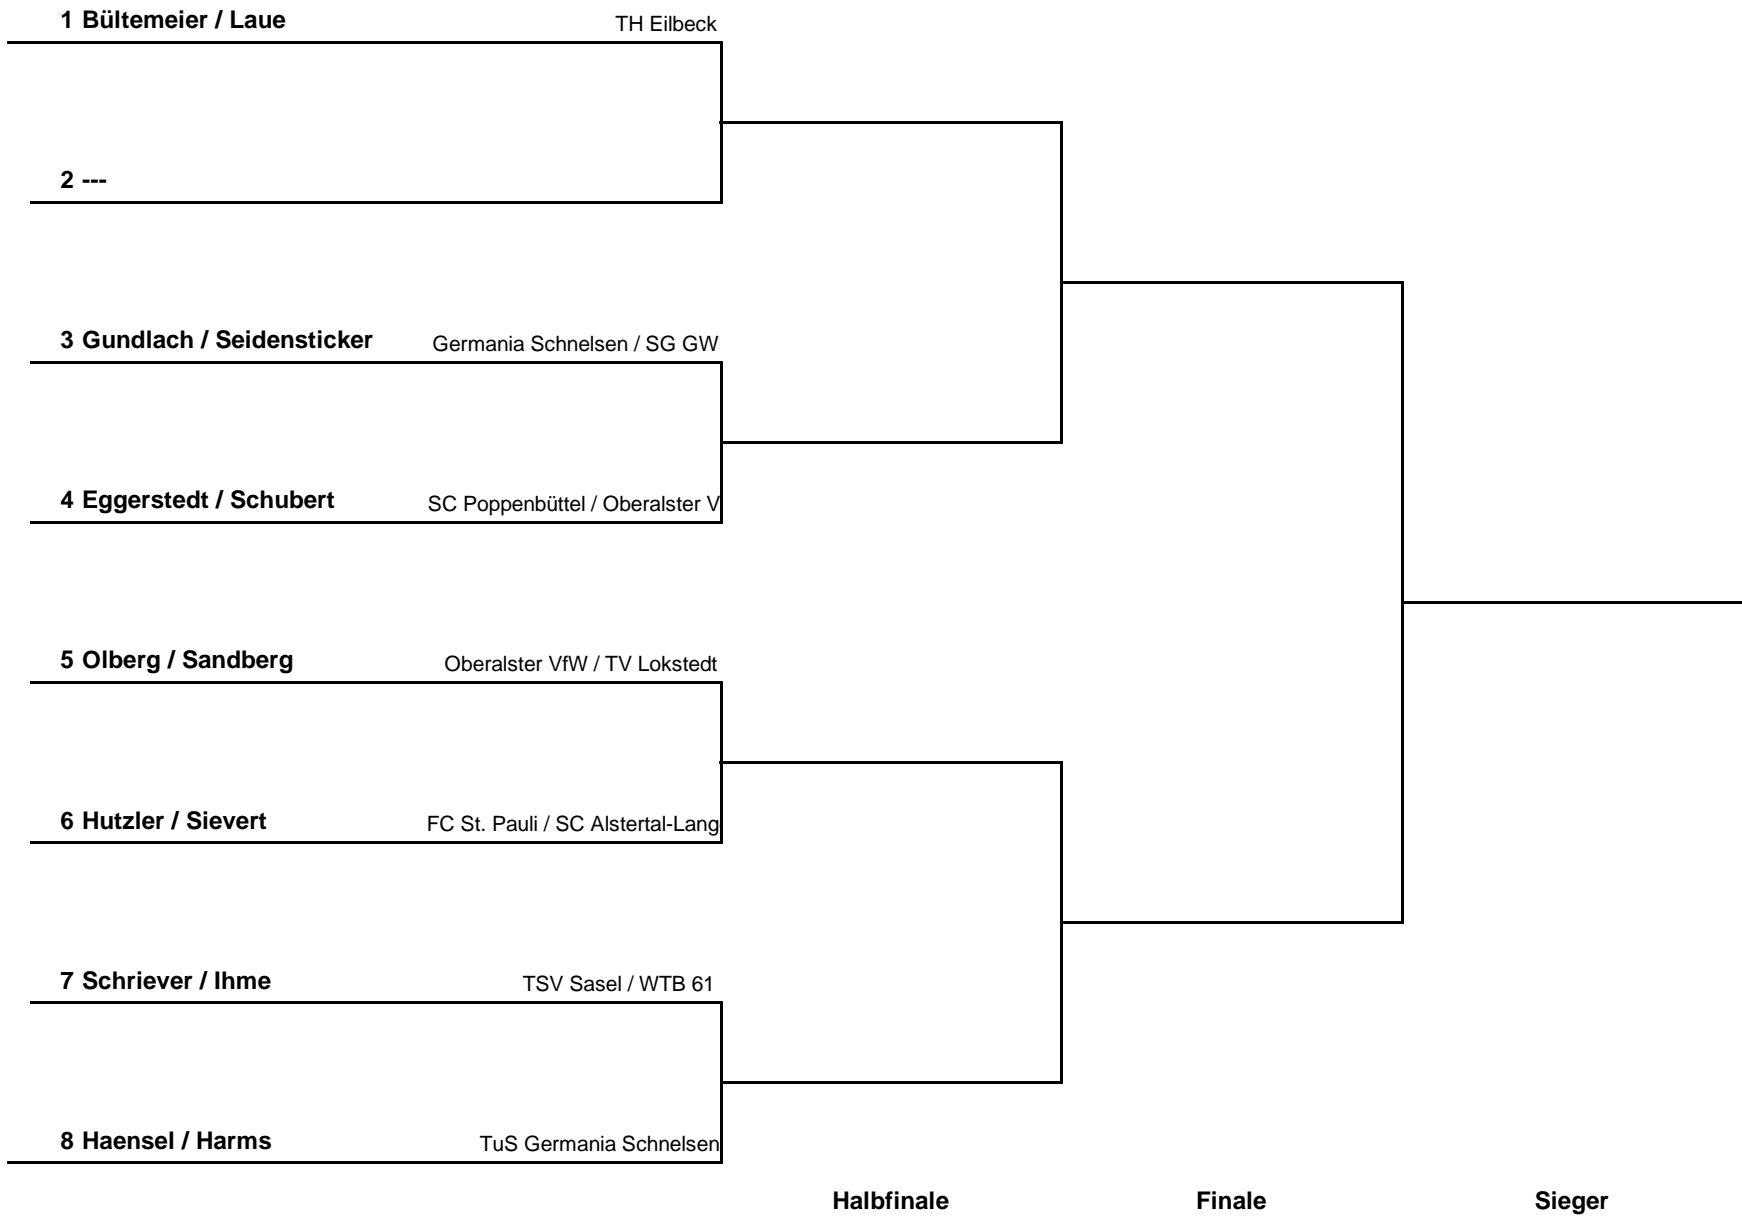 1 Bültemeier / Laue TH Eilbeck
2 ---
3 Gundlach / Seidensticker Germania Schnelsen / SG GW
4 Eggerstedt / Schubert SC Poppenbüttel / Oberalster V
5 Olberg / Sandberg Oberalster VfW / TV Lokstedt
6 Hutzler / Sievert FC St. Pauli / SC Alstertal-Lang
7 Schriever / Ihme TSV Sasel / WTB 61
8 Haensel / Harms TuS Germania Schnelsen
Halbfinale Finale Sieger